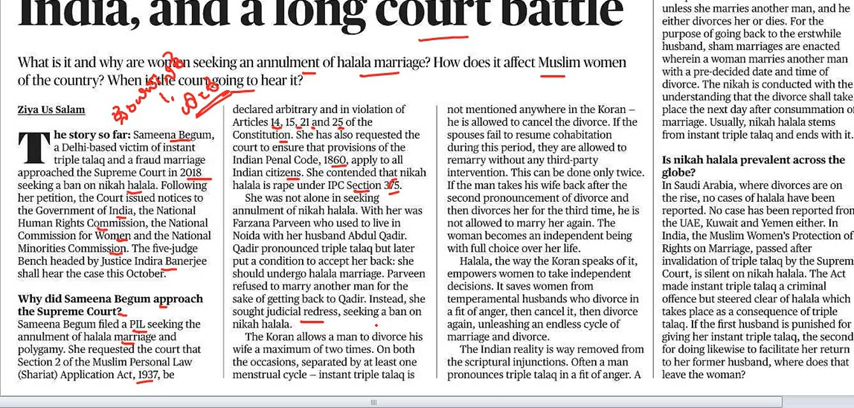 India, and a long court battle
What is it and why are women seeking an annulment of halala marriage? How does it affect Muslim women
of the country? When is the court going to hear it?
Ziya Us Salam
The story so far: Sameena Begum,
a Delhi-based victim of instant
triple talaq and a fraud marriage
approached the Supreme Court in 2018
seeking a ban on nikah halala. Following
her petition, the Court issued notices to
the Government of India, the National
Human Rights Commission, the National
Commission for Women and the National
Minorities Commission. The five-judge
Bench headed by Justice Indira Banerjee
shall hear the case this October.
Why did Sameena Begum approach
the Supreme Court?
Sameena Begum filed a PIL seeking the
annulment of halala marriage and
polygamy. She requested the court that
Section 2 of the Muslim Personal Law
(Shariat) Application Act, 1937, be
declared arbitrary and in violation of
Articles 14, 15, 21 and 25 of the
Constitution. She has also requested the
court to ensure that provisions of the
Indian Penal Code, 1860, apply to all
Indian citizens. She contended that nikah
halala is rape under IPC Section 375.
She was not alone in seeking
annulment of nikah halala. With her was
Farzana Parveen who used to live in
Noida with her husband Abdul Qadir.
Qadir pronounced triple talaq but later
put a condition to accept her back: she
should undergo halala marriage. Parveen
refused to marry another man for the
sake of getting back to Qadir. Instead, she
sought judicial redress, seeking a ban on
nikah halala.
The Koran allows a man to divorce his
wife a maximum of two times. On both
the occasions, separated by at least one
menstrual cycle – instant triple talaq is
not mentioned anywhere in the Koran –
he is allowed to cancel the divorce. If the
spouses fail to resume cohabitation
during this period, they are allowed to
remarry without any third-party
intervention. This can be done only twice.
If the man takes his wife back after the
second pronouncement of divorce and
then divorces her for the third time, he is
not allowed to marry her again. The
woman becomes an independent being
with full choice over her life.
Halala, the way the Koran speaks of it,
empowers women to take independent
decisions. It saves women from
temperamental husbands who divorce in
a fit of anger, then cancel it, then divorce
again, unleashing an endless cycle of
marriage and divorce.
The Indian reality is way removed from
the scriptural injunctions. Often a man
pronounces triple talaq in a fit of anger. A
unless she marries another man, and he
either divorces her or dies. For the
purpose of going back to the erstwhile
husband, sham marriages are enacted
wherein a woman marries another man
with a pre-decided date and time of
divorce. The nikah is conducted with the
understanding that the divorce shall take
place the next day after consummation of
marriage. Usually, nikah halala stems
from instant triple talaq and ends with it.
Is nikah halala prevalent across the
globe?
In Saudi Arabia, where divorces are on
the rise, no cases of halala have been
reported. No case has been reported from
the UAE, Kuwait and Yemen either. In
India, the Muslim Women's Protection of
Rights on Marriage, passed after
invalidation of triple talaq by the Supreme
Court, is silent on nikah halala. The Act
made instant triple talaq a criminal
offence but steered clear of halala which
takes place as a consequence of triple
talaq. If the first husband is punished for
giving her instant triple talaq, the second
for doing likewise to facilitate her return
to her former husband, where does that
leave the woman?